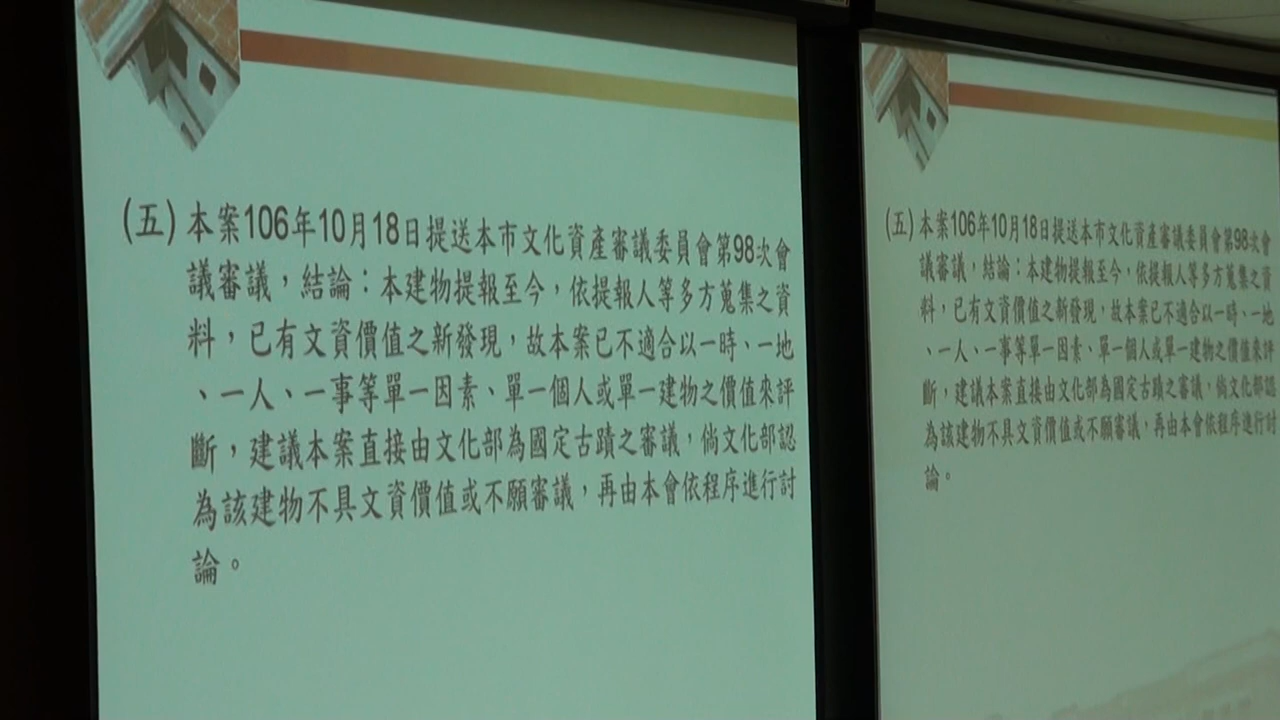 (五)本案106年10月18日提送本市文化資產審議委員會第98次會
議審議，結論：本建物提報至今，依提報人等多方蒐集之資
料，已有文資價值之新發現，故本案已不適合以一時、一地
、一人、一事等單一因素、單一個人或單一建物之價值來評
斷，建議本案直接由文化部為國定古蹟之審議，倘文化部認
為該建物不具文資價值或不願審議，再由本會依程序進行討
論。
(五)本案106年10月18日提送本市文化資產審議委員會第98次會
議審議，結論：本建物提報至今，依提報人等多方蒐集之資
料，已有文資價值之新發現，故本案已不適合以一時、一地
、一人、一事等單一因素、單一個人或單一建物之價值來評
斷，建議本案直接由文化部為國定古蹟之審議，倘文化部認
為該建物不具文資價值或不願審議，再由本會依程序進行討
論。